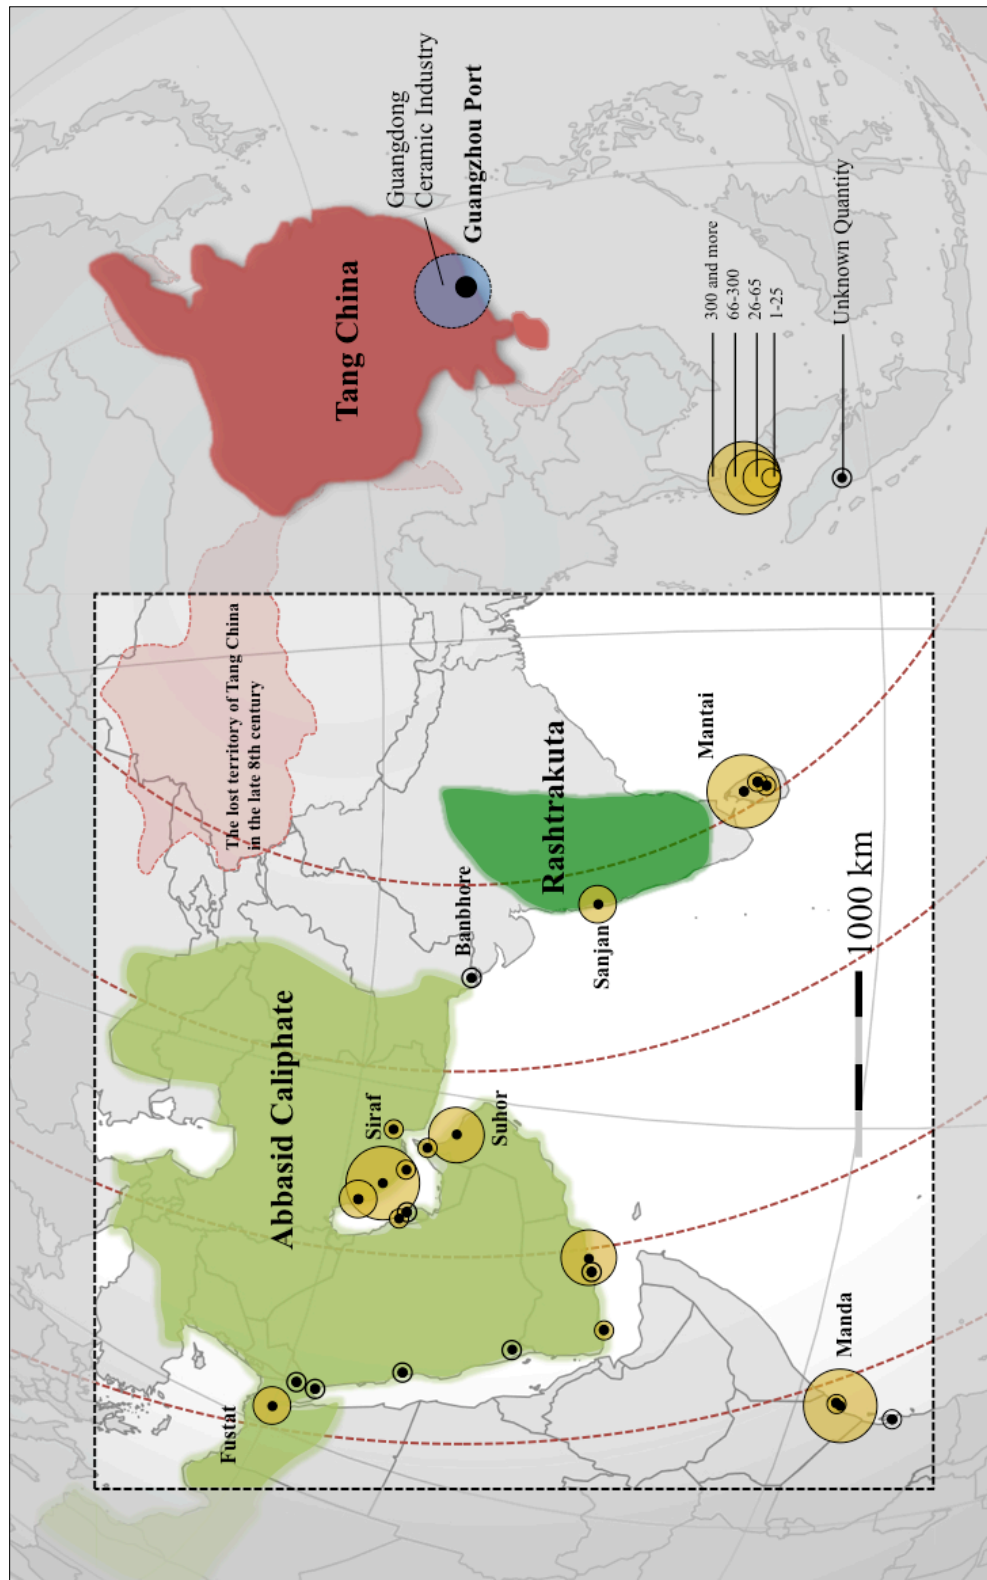 Tang China
Guangdong
Ceramic Industry
Guangzhou Port
The lost territory of Tang China
in the late 8th century
Abbasid Caliphate
Fustat
Siraf
Suhor
Banbhore
Rashtrakuta
Sanjan
Mantai
Manda
1000 km
300 and more
66-300
26-65
1-25
Unknown Quantity